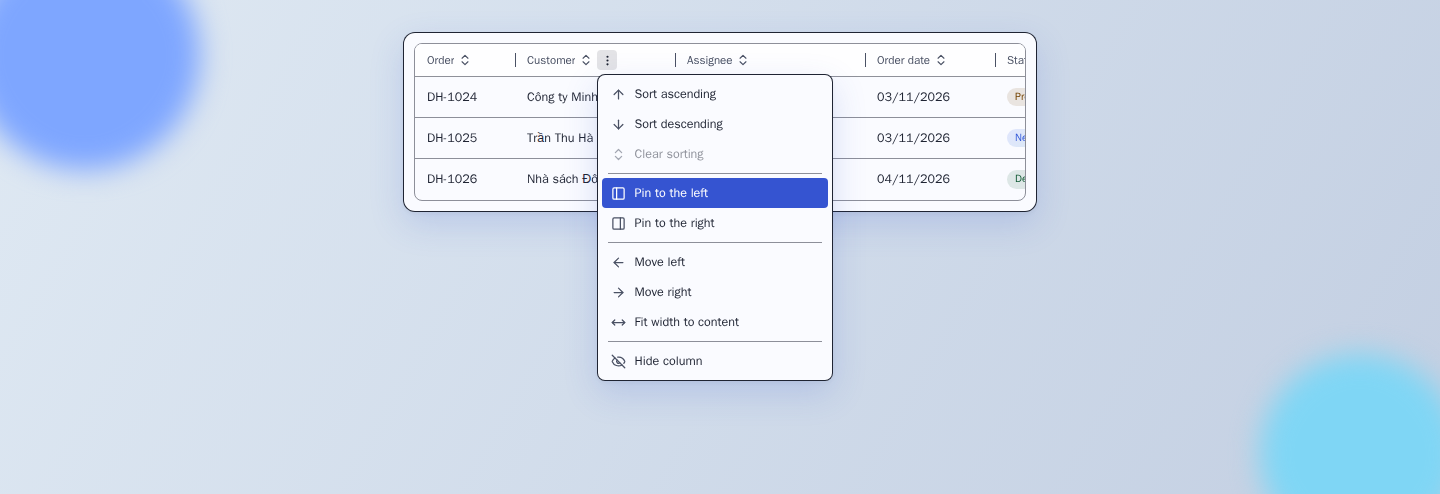 Order Customer Assignee Order date
DH-1024 Công ty Minh 03/11/2026
DH-1025 Trần Thu Hà 03/11/2026
DH-1026 Nhà sách 04/11/2026
Sort ascending
Sort descending
Clear sorting
Pin to the left
Pin to the right
Move left
Move right
Fit width to content
Hide column